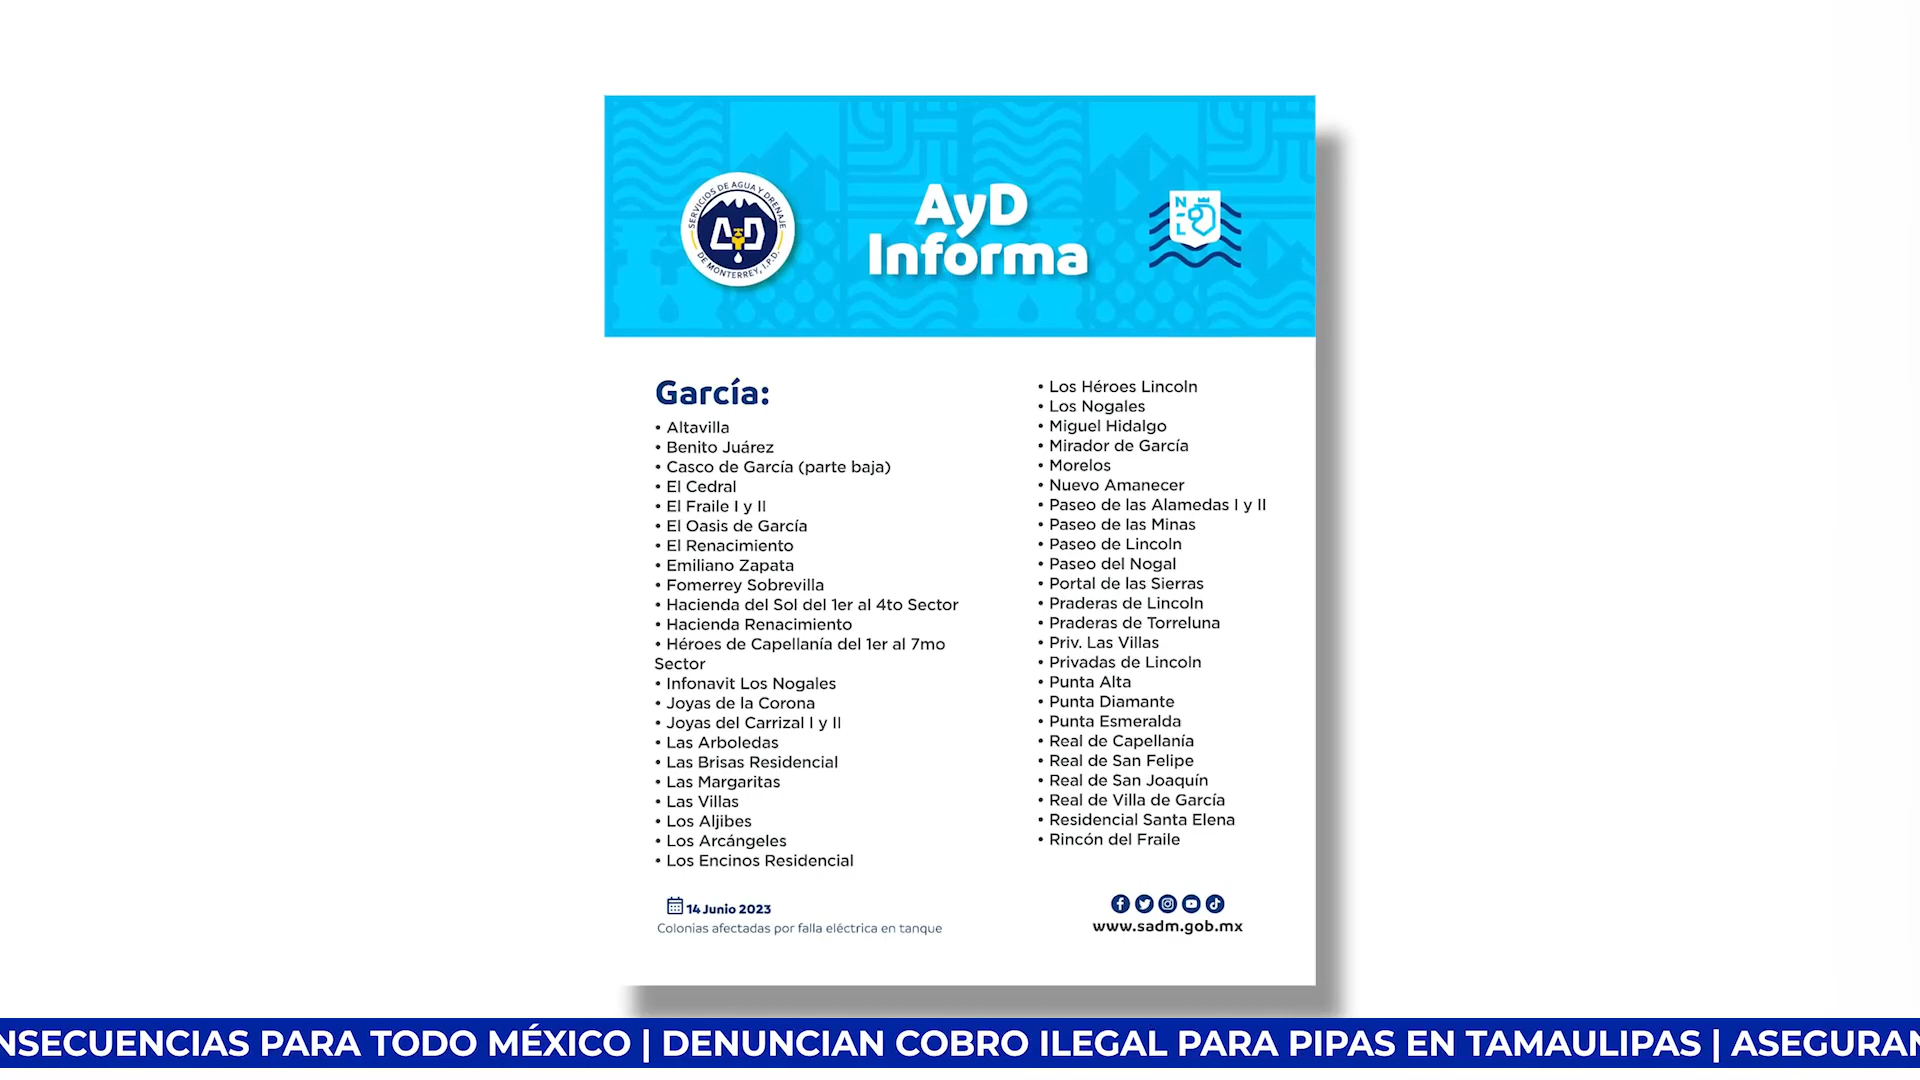 SERVICIOS DE AGUA Y DRENAJE
AyD
DE MONTERREY, I.P.D.
AyD
Informa
NL
García:
• Altavilla
• Benito Juárez
• Casco de García (parte baja)
• El Cedral
• El Fraile I y II
• El Oasis de García
• El Renacimiento
• Emiliano Zapata
• Fomerrey Sobrevilla
• Hacienda del Sol del 1er al 4to Sector
• Hacienda Renacimiento
• Héroes de Capellanía del 1er al 7mo
Sector
• Infonavit Los Nogales
• Joyas de la Corona
• Joyas del Carrizal I y II
• Las Arboledas
• Las Brisas Residencial
• Las Margaritas
• Las Villas
• Los Aljibes
• Los Arcángeles
• Los Encinos Residencial
• Los Héroes Lincoln
• Los Nogales
• Miguel Hidalgo
• Mirador de García
• Morelos
• Nuevo Amanecer
• Paseo de las Alamedas I y II
• Paseo de las Minas
• Paseo de Lincoln
• Paseo del Nogal
• Portal de las Sierras
• Praderas de Lincoln
• Praderas de Torreluna
• Priv. Las Villas
• Privadas de Lincoln
• Punta Alta
• Punta Diamante
• Punta Esmeralda
• Real de Capellanía
• Real de San Felipe
• Real de San Joaquín
• Real de Villa de García
• Residencial Santa Elena
• Rincón del Fraile
14 Junio 2023
Colonias afectadas por falla eléctrica en tanque
www.sadm.gob.mx
NSECUENCIAS PARA TODO MÉXICO | DENUNCIAN COBRO ILEGAL PARA PIPAS EN TAMAULIPAS | ASEGURAN